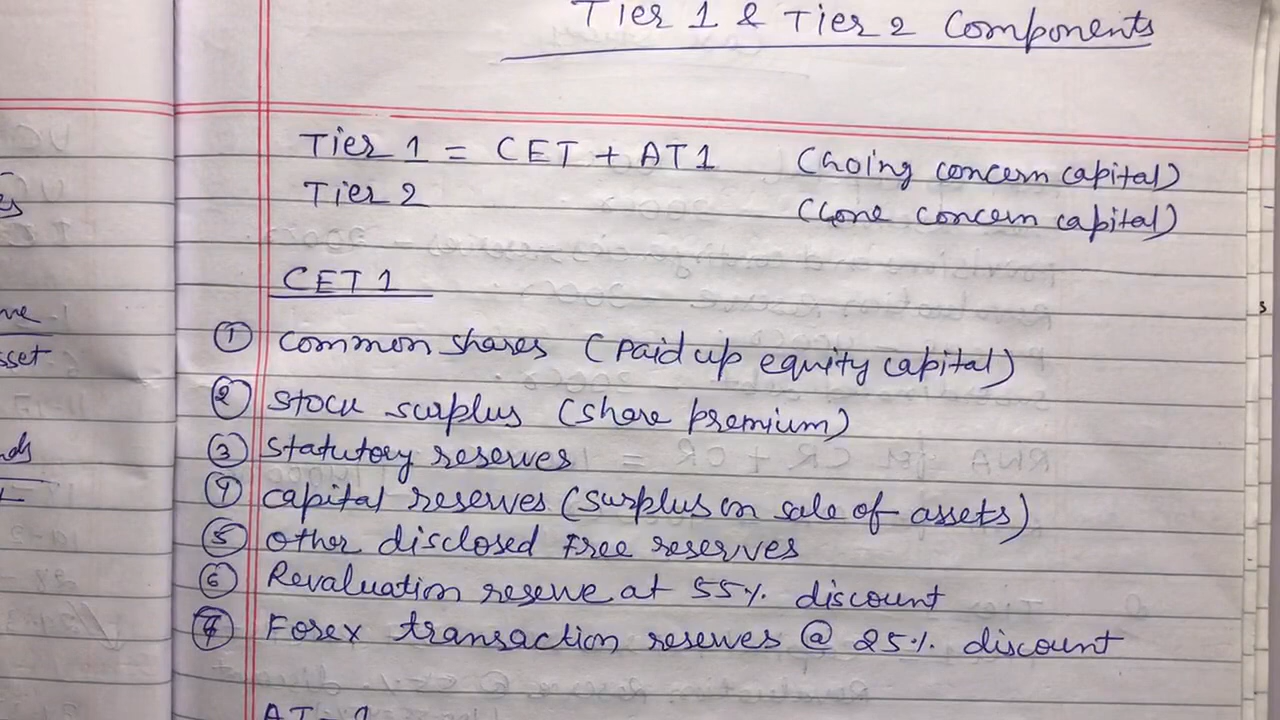 Tier 1 & Tier 2 Components
Tier 1 = CET + AT1 (Going concern capital)
Tier 2 (Gone concern capital)
CET 1
① Common shares (Paid up equity capital)
② Stock surplus (share premium)
③ Statutory reserves
④ Capital reserves (surplus on sale of assets)
⑤ Other disclosed Free reserves
⑥ Revaluation reserve at 55% discount
⑦ Forex transaction reserves @ 25% discount
AT-1